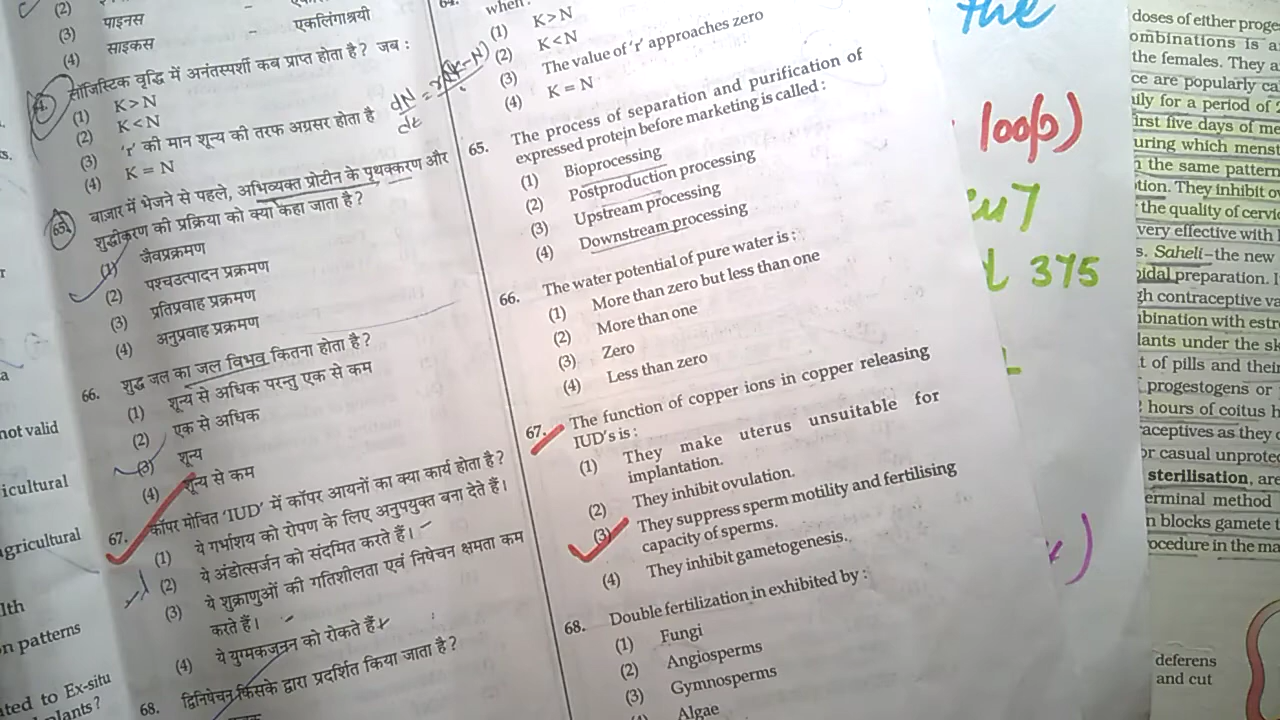 (2)
पाइनस - एकलिंगाश्रयी
(3)
साइकस
(4)
लॉजिस्टिक वृद्धि में अनंतस्पर्शी कब प्राप्त होता है? जब :
(1) K > N
(2) K < N
(3) 'r' की मान शून्य की तरफ अग्रसर होता है
(4) K = N
65. बाज़ार में भेजने से पहले, अभिव्यक्त प्रोटीन के पृथक्करण और
शुद्धीकरण की प्रक्रिया को क्या कहा जाता है?
(1) जैवप्रक्रमण
(2) पश्चउत्पादन प्रक्रमण
(3) प्रतिप्रवाह प्रक्रमण
(4) अनुप्रवाह प्रक्रमण
66. शुद्ध जल का जल विभव कितना होता है?
(1) शून्य से अधिक परन्तु एक से कम
(2) एक से अधिक
(3) शून्य
(4) शून्य से कम
67. कॉपर मोचित 'IUD' में कॉपर आयनों का क्या कार्य होता है?
(1) ये गर्भाशय को रोपण के लिए अनुपयुक्त बना देते हैं।
(2) ये अंडोत्सर्जन को संदमित करते हैं।
(3) ये शुक्राणुओं की गतिशीलता एवं निषेचन क्षमता कम
करते हैं।
(4) ये युग्मकजनन को रोकते हैं
68. द्विनिषेचन किसके द्वारा प्रदर्शित किया जाता है?
when:
(1) K > N
(2) K < N
(3) The value of 'r' approaches zero
(4) K = N
65. The process of separation and purification of
expressed protein before marketing is called :
(1) Bioprocessing
(2) Postproduction processing
(3) Upstream processing
(4) Downstream processing
66. The water potential of pure water is :
(1) More than zero but less than one
(2) More than one
(3) Zero
(4) Less than zero
67. The function of copper ions in copper releasing
IUD's is :
(1) They make uterus unsuitable for
implantation.
(2) They inhibit ovulation.
(3) They suppress sperm motility and fertilising
capacity of sperms.
(4) They inhibit gametogenesis.
68. Double fertilization in exhibited by :
(1) Fungi
(2) Angiosperms
(3) Gymnosperms
Algae
not valid
icultural
gricultural
lth
n patterns
ted to Ex-situ
plants?
the
loop)
375
doses of either proge
ombinations is a
the females. They a
ce are popularly ca
ily for a period of
irst five days of me
uring which menst
the same pattern
tion. They inhibit o
the quality of cervi
very effective with
s. Saheli–the new
oidal preparation.
gh contraceptive va
nbination with estr
lants under the sk
t of pills and thei
progestogens or
hours of coitus h
raceptives as they
or casual unprote
sterilisation, are
erminal method
n blocks gamete
ocedure in the ma
deferens
and cut